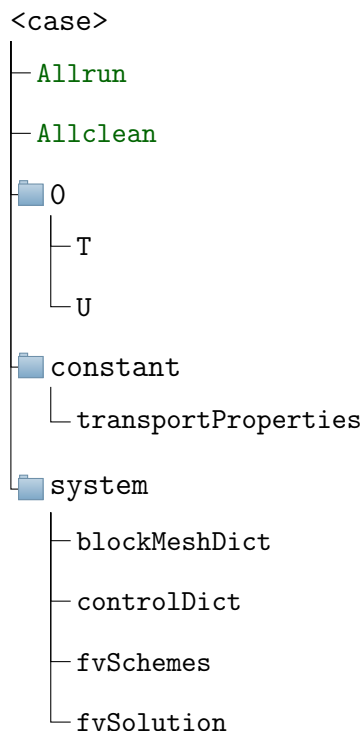 <case>
Allrun
Allclean
0
T
U
constant
transportProperties
system
blockMeshDict
controlDict
fvSchemes
fvSolution